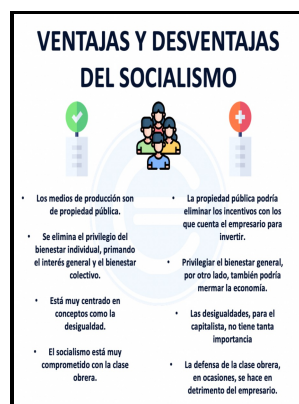 VENTAJAS Y DESVENTAJAS
DEL SOCIALISMO
• Los medios de producción son
de propiedad pública.
• Se elimina el privilegio del
bienestar individual, primando
el interés general y el bienestar
colectivo.
• Está muy centrado en
conceptos como la
desigualdad.
• El socialismo está muy
comprometido con la clase
obrera.
• La propiedad pública podría
eliminar los incentivos con los
que cuenta el empresario para
invertir.
• Privilegiar el bienestar general,
por otro lado, también podría
mermar la economía.
• Las desigualdades, para el
capitalista, no tiene tanta
importancia
• La defensa de la clase obrera,
en ocasiones, se hace en
detrimento del empresario.